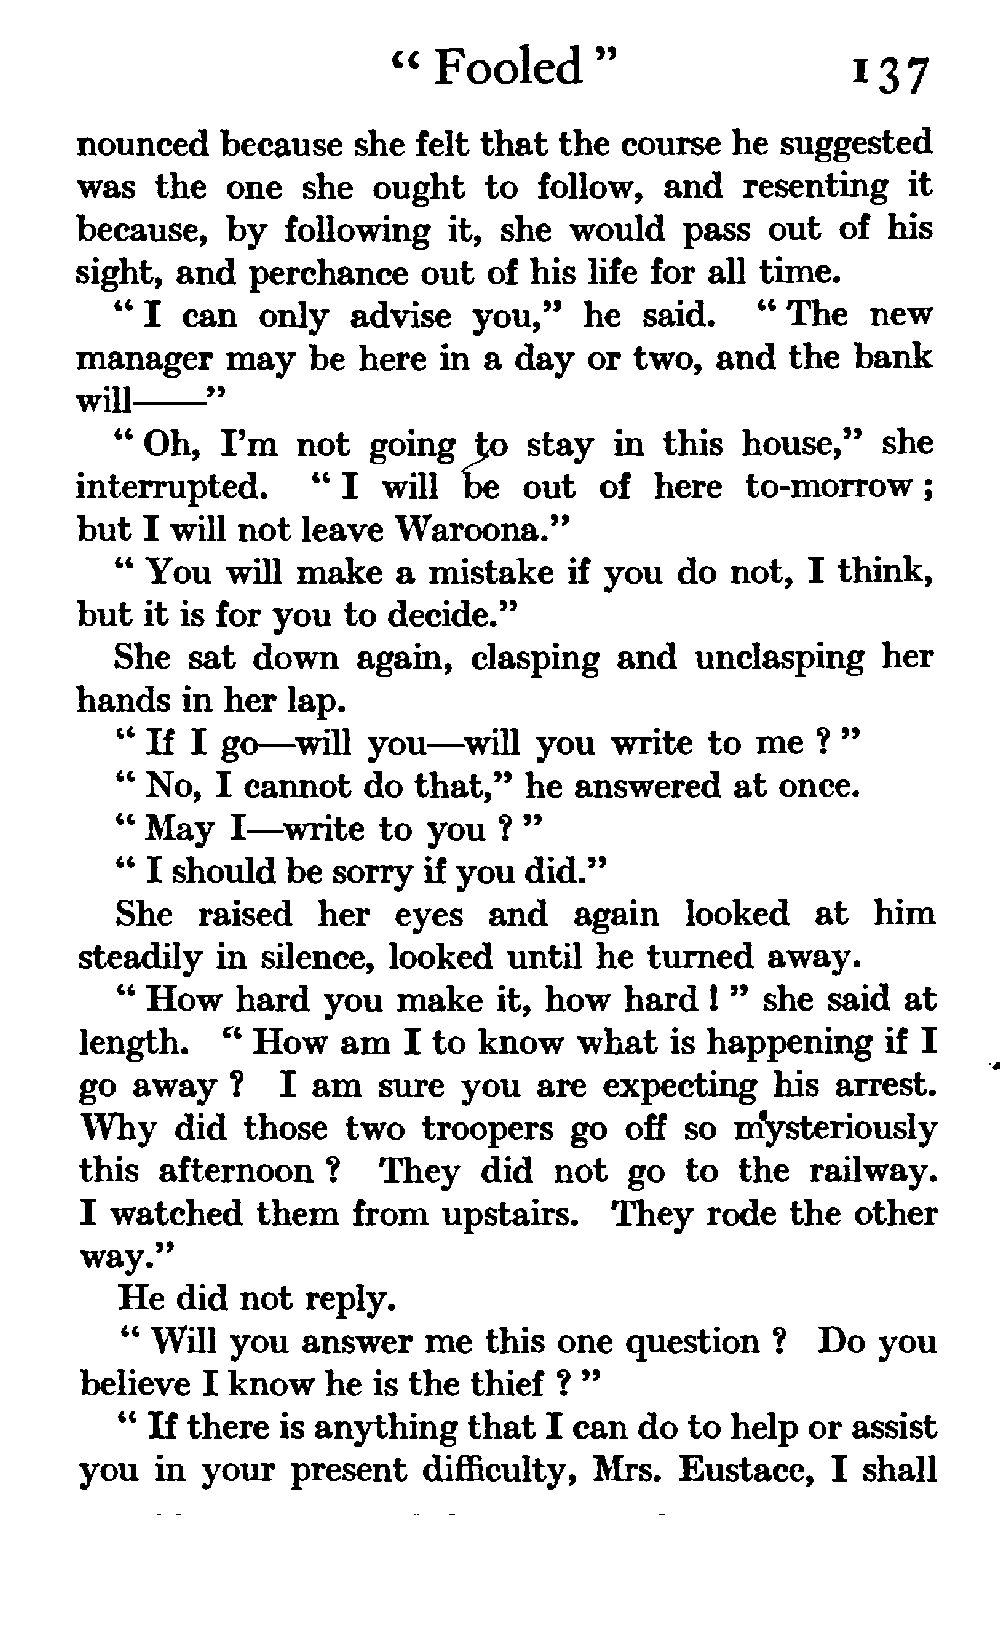 “ Fooled ” 137
nounced because she felt that the course he suggested
was the one she ought to follow, and resenting it
because, by following it, she would pass out of his
sight, and perchance out of his life for all time.
“ I can only advise you,” he said. “ The new
manager may be here in a day or two, and the bank
will——”
“ Oh, I’m not going to stay in this house,” she
interrupted. “ I will be out of here to-morrow ;
but I will not leave Waroona.”
“ You will make a mistake if you do not, I think,
but it is for you to decide.”
She sat down again, clasping and unclasping her
hands in her lap.
“ If I go—will you—will you write to me ? ”
“ No, I cannot do that,” he answered at once.
“ May I—write to you ? ”
“ I should be sorry if you did.”
She raised her eyes and again looked at him
steadily in silence, looked until he turned away.
“ How hard you make it, how hard ! ” she said at
length. “ How am I to know what is happening if I
go away ? I am sure you are expecting his arrest.
Why did those two troopers go off so mysteriously
this afternoon ? They did not go to the railway.
I watched them from upstairs. They rode the other
way.”
He did not reply.
“ Will you answer me this one question ? Do you
believe I know he is the thief ? ”
“ If there is anything that I can do to help or assist
you in your present difficulty, Mrs. Eustace, I shall